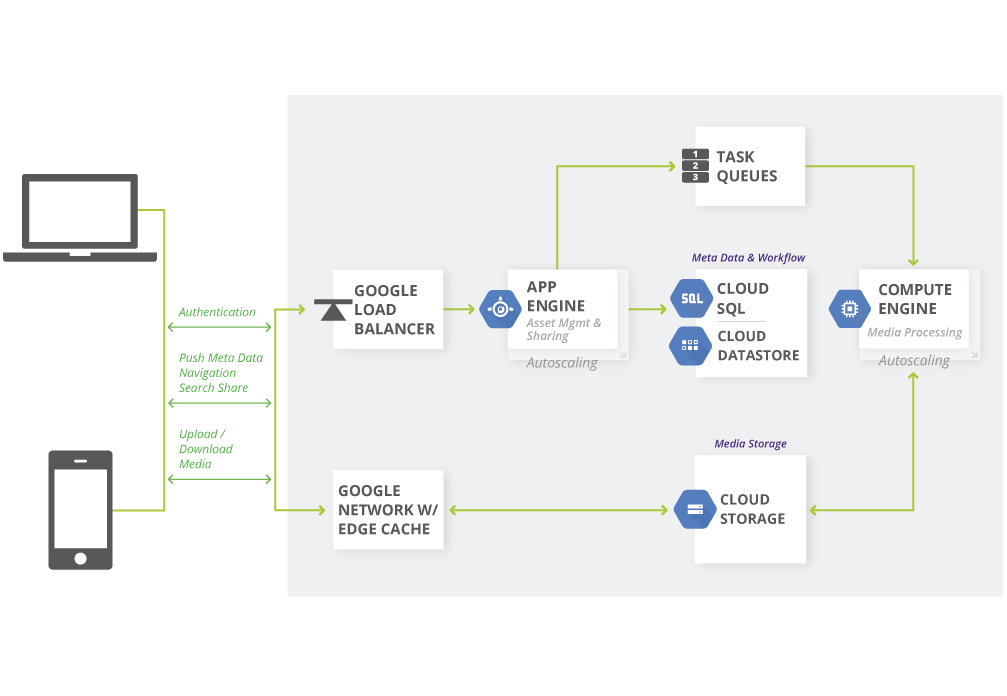 Authentication
Push Meta Data
Navigation
Search Share
Upload /
Download
Media
GOOGLE
LOAD
BALANCER
GOOGLE
NETWORK W/
EDGE CACHE
APP
ENGINE
Asset Mgmt &
Sharing
Autoscaling
1
2
3
TASK
QUEUES
Meta Data & Workflow
SQL
CLOUD
SQL
CLOUD
DATASTORE
Media Storage
CLOUD
STORAGE
COMPUTE
ENGINE
Media Processing
Autoscaling